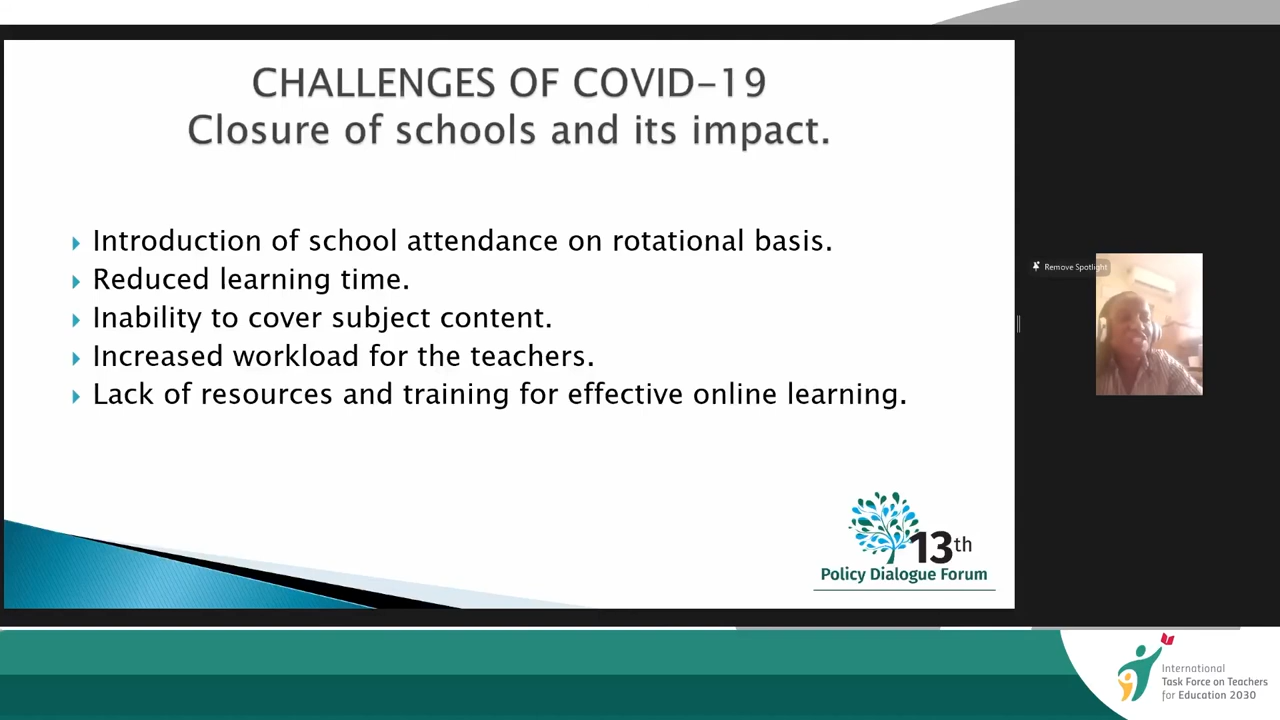 CHALLENGES OF COVID-19
Closure of schools and its impact.
Introduction of school attendance on rotational basis.
Reduced learning time.
Inability to cover subject content.
Increased workload for the teachers.
Lack of resources and training for effective online learning.
Remove Spotlight
13th
Policy Dialogue Forum
International
Task Force on Teachers
for Education 2030